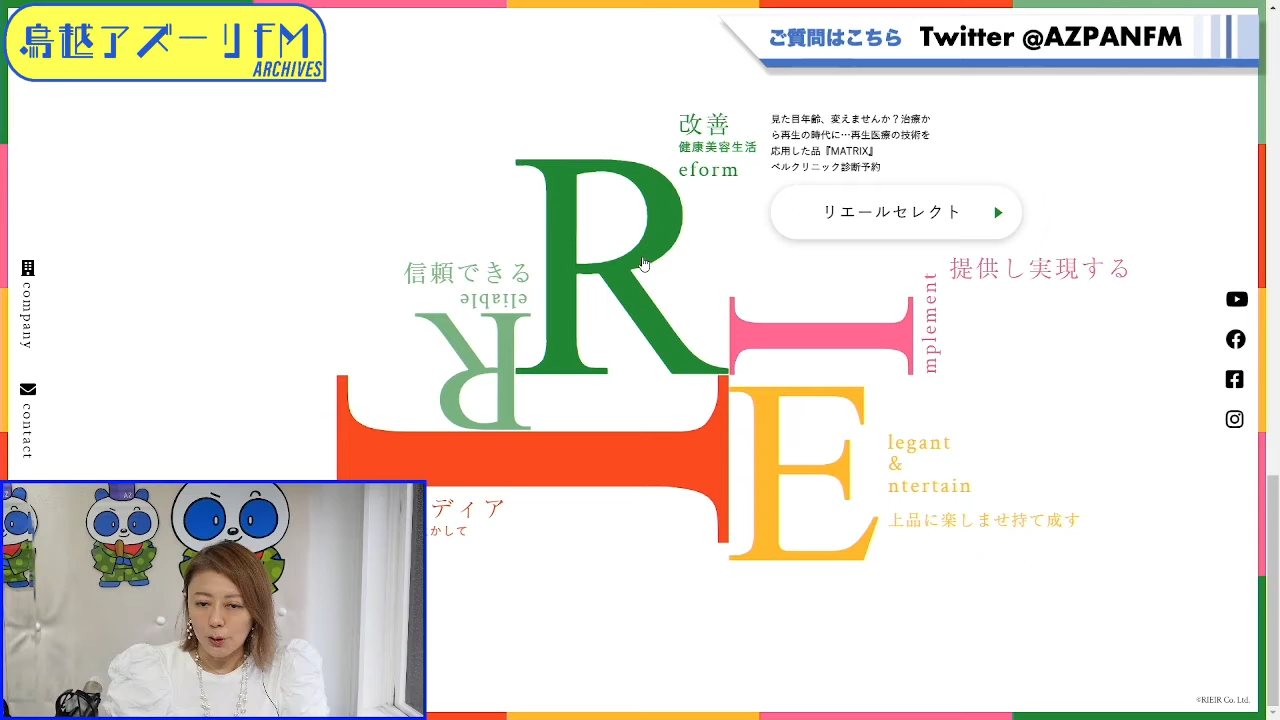 鳥越アズーリFM
ARCHIVES
ご質問はこちら Twitter @AZPANFM
改善
健康美容生活
eform
R
見た目年齢、変えませんか？治療か
ら再生の時代に…再生医療の技術を
応用した品『MATRIX』
ベルクリニック診断予約
リエールセレクト
信頼できる
eliable
R
提供し実現する
mplement
I
I
E
legant
&
ntertain
上品に楽しませ持て成す
ディア
かして
company
contact
AZ
©RIEIR Co. Ltd.